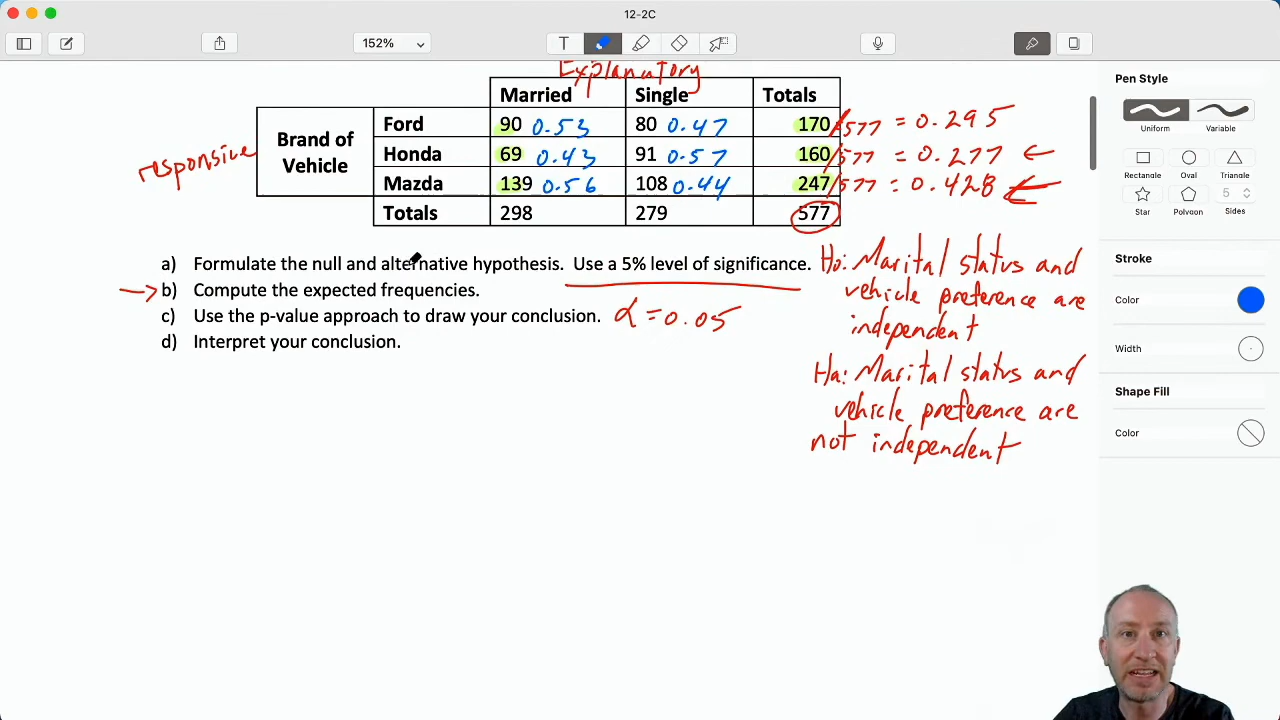 12-2C
152%
T
Pen Style
Uniform Variable
Rectangle Oval Triangle
Star Polygon Sides
5
Stroke
Color
Width
Shape Fill
Color
Explanatory
Married Single Totals
responsive
Brand of Vehicle
Ford 90 0.53 80 0.47 170/577 = 0.295
Honda 69 0.43 91 0.57 160/577 = 0.277 ←
Mazda 139 0.56 108 0.44 247/577 = 0.428 ←
Totals 298 279 577
a) Formulate the null and alternative hypothesis. Use a 5% level of significance.
→ b) Compute the expected frequencies.
c) Use the p-value approach to draw your conclusion. α = 0.05
d) Interpret your conclusion.
Ho: Marital status and
vehicle preference are
independent
Ha: Marital status and
vehicle preference are
not independent